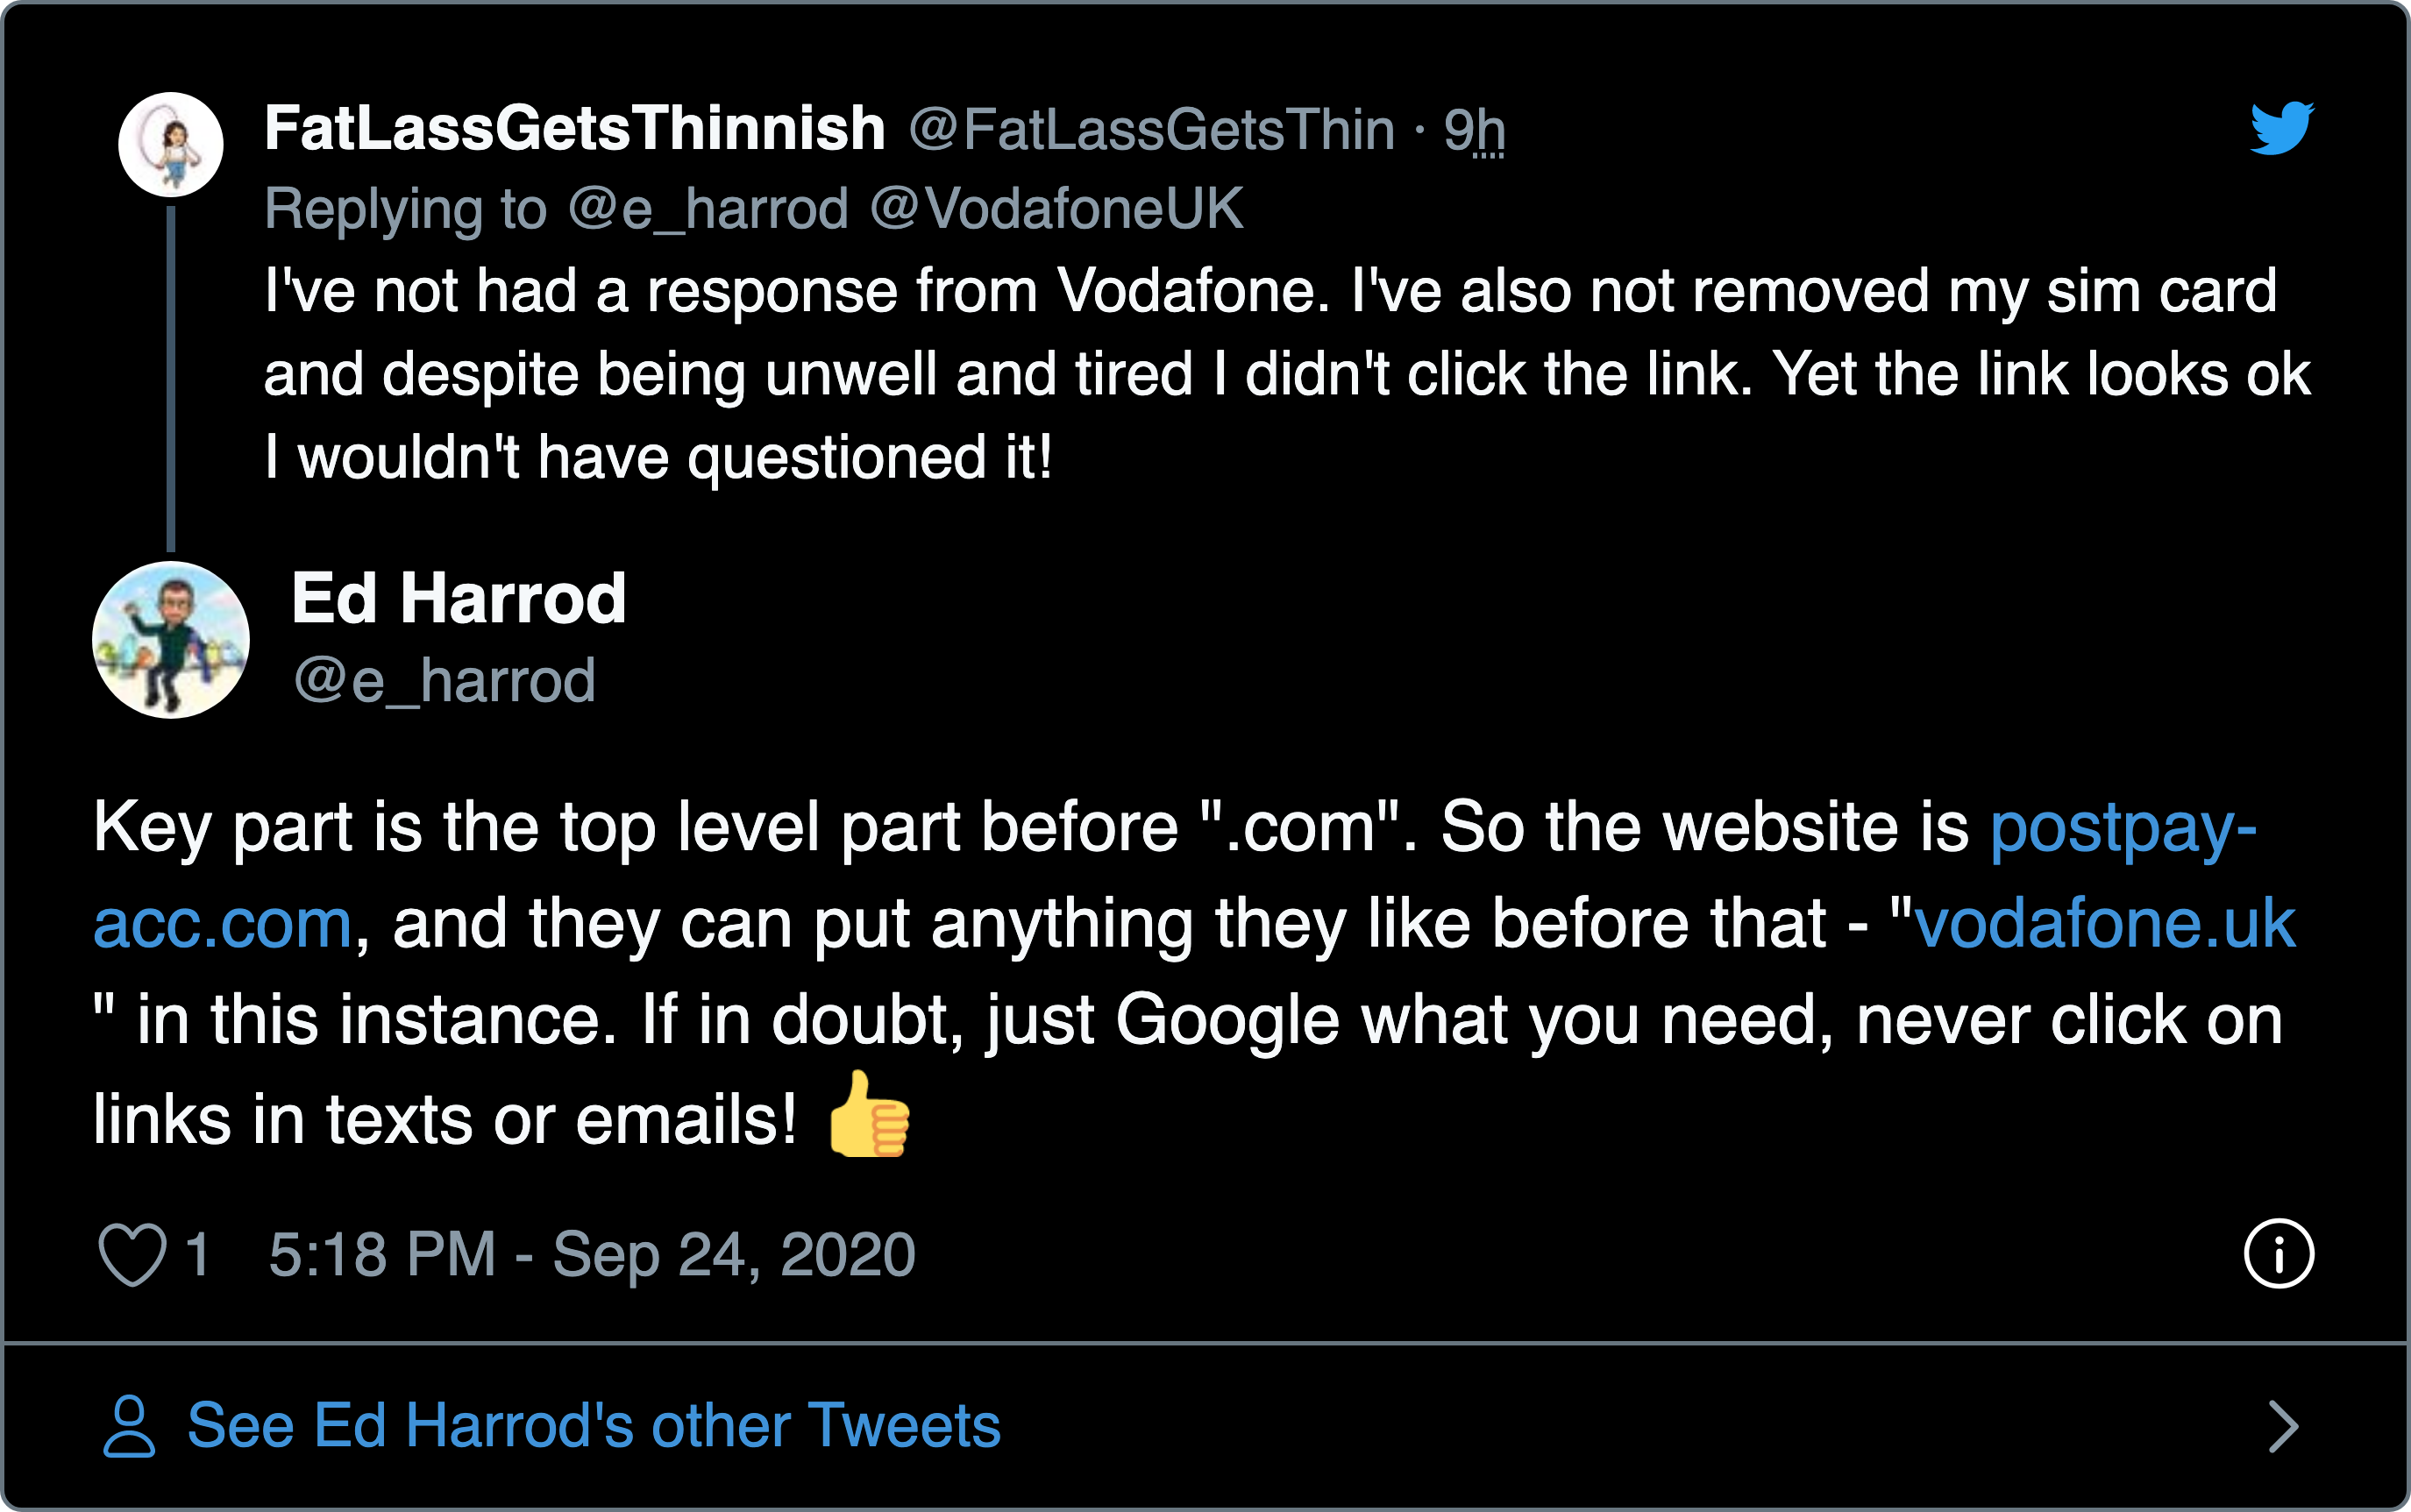 FatLassGetsThinnish @FatLassGetsThin · 9h
Replying to @e_harrod @VodafoneUK
I've not had a response from Vodafone. I've also not removed my sim card
and despite being unwell and tired I didn't click the link. Yet the link looks ok
I wouldn't have questioned it!
Ed Harrod
@e_harrod
Key part is the top level part before ".com". So the website is postpay-
acc.com, and they can put anything they like before that - "vodafone.uk
" in this instance. If in doubt, just Google what you need, never click on
links in texts or emails! 👍
1 5:18 PM - Sep 24, 2020
See Ed Harrod's other Tweets